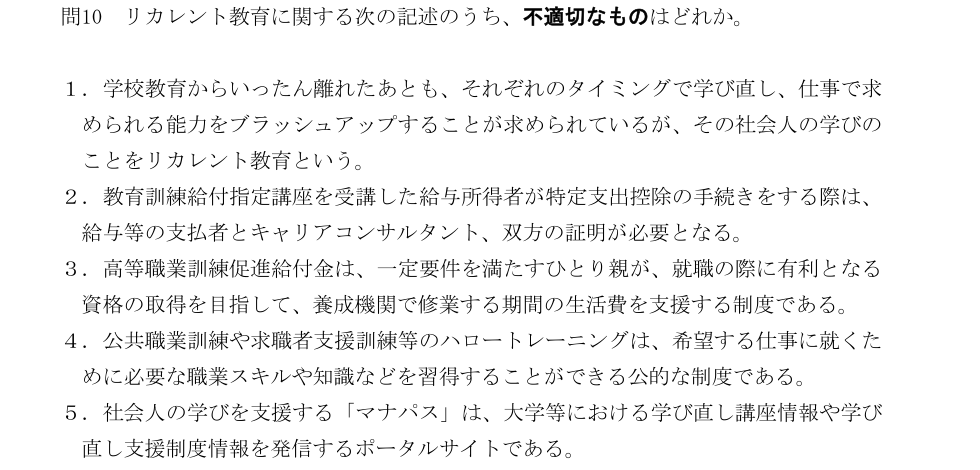 問10 リカレント教育に関する次の記述のうち、不適切なものはどれか。
1．学校教育からいったん離れたあとも、それぞれのタイミングで学び直し、仕事で求
められる能力をブラッシュアップすることが求められているが、その社会人の学びの
ことをリカレント教育という。
2．教育訓練給付指定講座を受講した給与所得者が特定支出控除の手続きをする際は、
給与等の支払者とキャリアコンサルタント、双方の証明が必要となる。
3．高等職業訓練促進給付金は、一定要件を満たすひとり親が、就職の際に有利となる
資格の取得を目指して、養成機関で修業する期間の生活費を支援する制度である。
4．公共職業訓練や求職者支援訓練等のハロートレーニングは、希望する仕事に就くた
めに必要な職業スキルや知識などを習得することができる公的な制度である。
5．社会人の学びを支援する「マナパス」は、大学等における学び直し講座情報や学び
直し支援制度情報を発信するポータルサイトである。